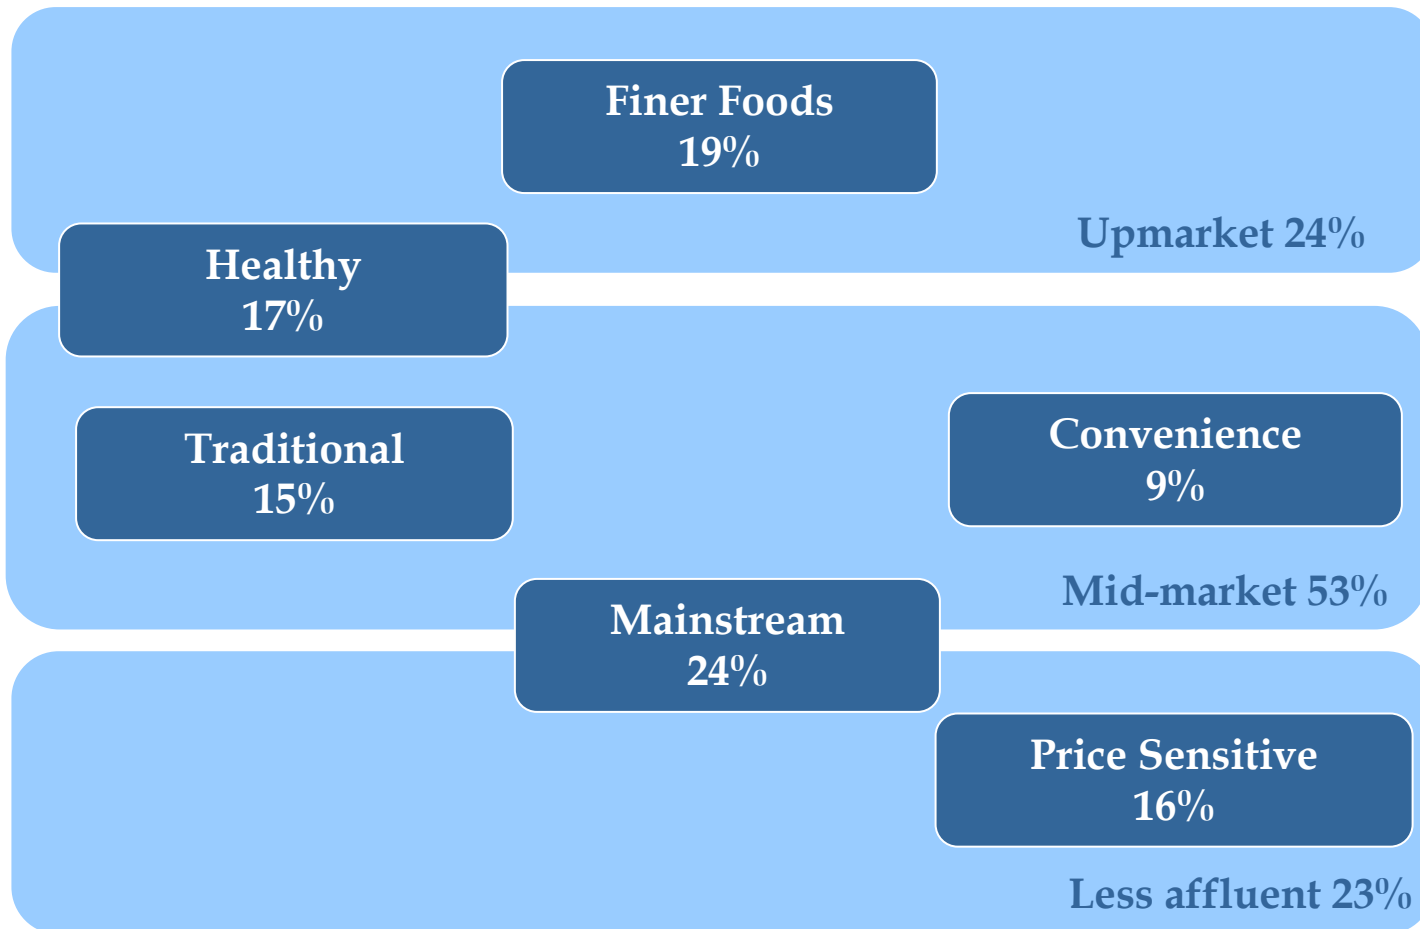 Finer Foods
19%
Upmarket 24%
Healthy
17%
Traditional
15%
Convenience
9%
Mid-market 53%
Mainstream
24%
Price Sensitive
16%
Less affluent 23%